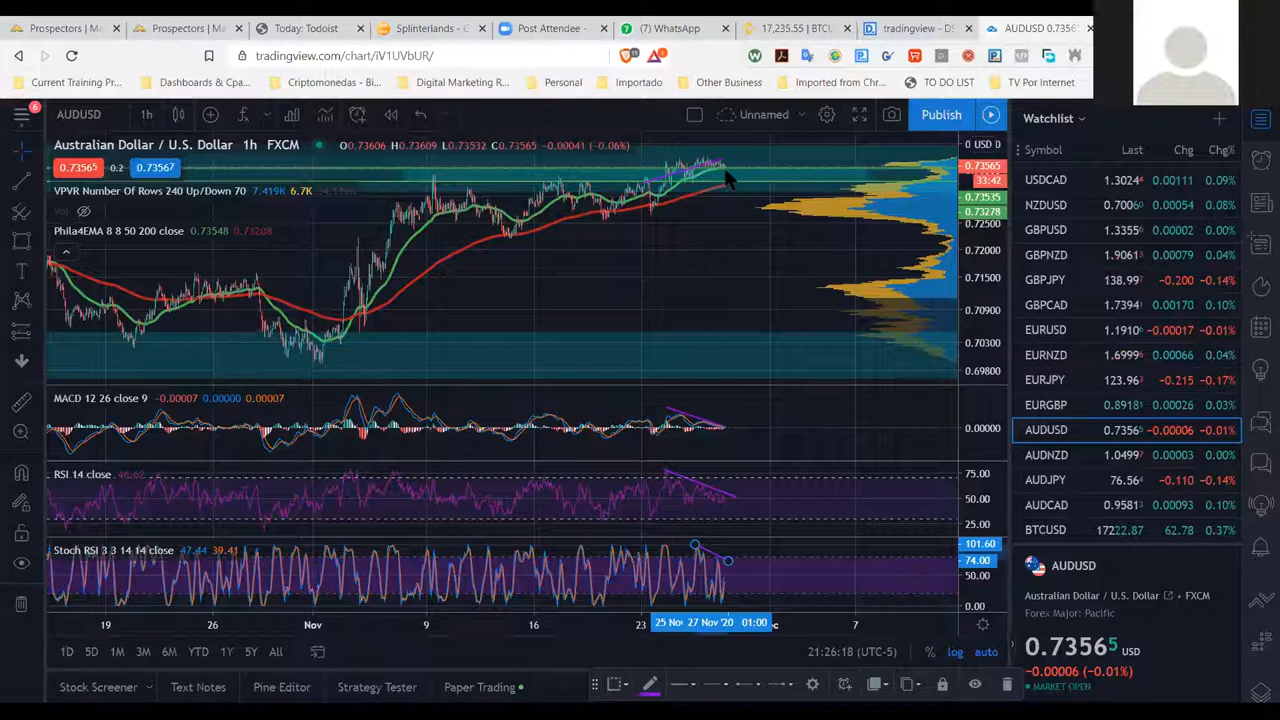 Prospectors | M
Prospectors | M
Today: Todoist
Splinterlands - C
Post Attendee -
(7) WhatsApp
17,235.55 | BTCU
tradingview - DS
AUDUSD 0.7356
tradingview.com/chart/iV1UVbUR/
Current Training Pr...
Dashboards & Cpa...
Criptomonedas - Bi...
Digital Marketing R...
Personal
Importado
Other Business
Imported from Chr...
TO DO LIST
TV Por Internet
6
AUDUSD
1h
Unnamed
Publish
Watchlist
Australian Dollar / U.S. Dollar · 1h · FXCM O0.73606 H0.73609 L0.73532 C0.73565 −0.00041 (−0.06%)
0.73565 0.2 0.73567
VPVR Number Of Rows 240 Up/Down 70 7.419K 6.7K
Vol
Phila4EMA 8 8 50 200 close 0.73548 0.73208
USD
0.73565
33:42
0.73535
0.73278
0.72500
0.72000
0.71500
0.70900
0.70300
0.69800
MACD 12 26 close 9 −0.00007 0.00000 0.00007
0.00000
RSI 14 close 46.62
75.00
50.00
25.00
Stoch RSI 3 3 14 14 close 47.44 39.41
101.60
74.00
50.00
0.00
19 26 Nov 9 16 23 25 Nov 27 Nov '20 01:00 7
1D 5D 1M 3M 6M YTD 1Y 5Y All
21:26:18 (UTC-5)
% log auto
Stock Screener
Text Notes
Pine Editor
Strategy Tester
Paper Trading
Symbol Last Chg Chg%
USDCAD 1.3024 0.00111 0.09%
NZDUSD 0.7006 0.00054 0.08%
GBPUSD 1.3355 0.00002 0.00%
GBPNZD 1.9061 0.00079 0.04%
GBPJPY 138.99 −0.200 −0.14%
GBPCAD 1.7394 0.00170 0.10%
EURUSD 1.1910 −0.00017 −0.01%
EURNZD 1.6999 0.00066 0.04%
EURJPY 123.96 −0.215 −0.17%
EURGBP 0.8918 0.00026 0.03%
AUDUSD 0.7356 −0.00006 −0.01%
AUDNZD 1.0499 0.00003 0.00%
AUDJPY 76.56 −0.110 −0.14%
AUDCAD 0.9581 0.00093 0.10%
BTCUSD 17222.87 62.78 0.37%
AUDUSD
Australian Dollar / U.S. Dollar · FXCM
Forex Major: Pacific
0.73565 USD
−0.00006 (−0.01%)
MARKET OPEN